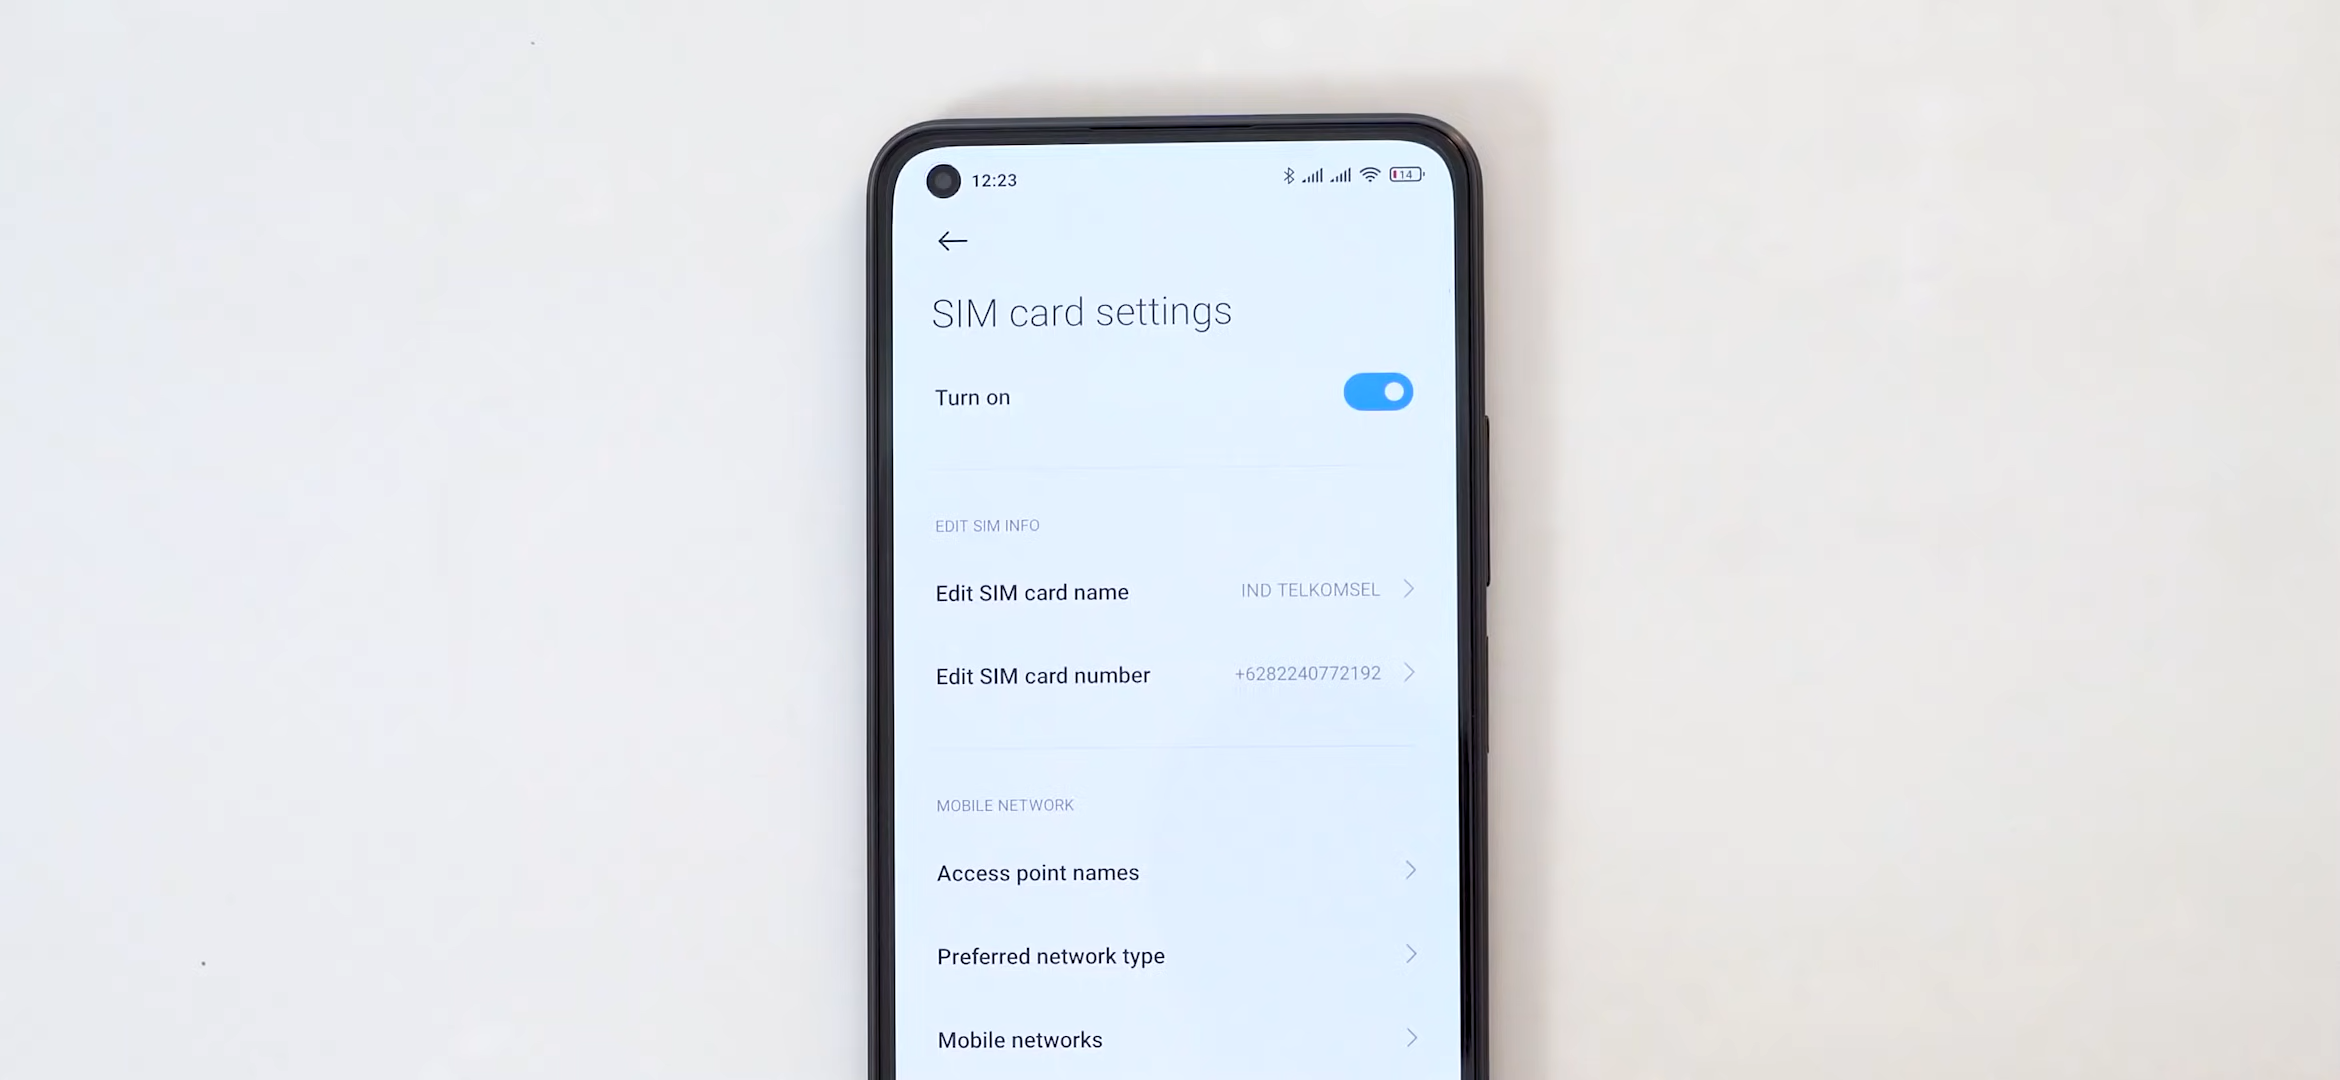 12:23
14
SIM card settings
Turn on
EDIT SIM INFO
Edit SIM card name IND TELKOMSEL
Edit SIM card number +6282240772192
MOBILE NETWORK
Access point names
Preferred network type
Mobile networks